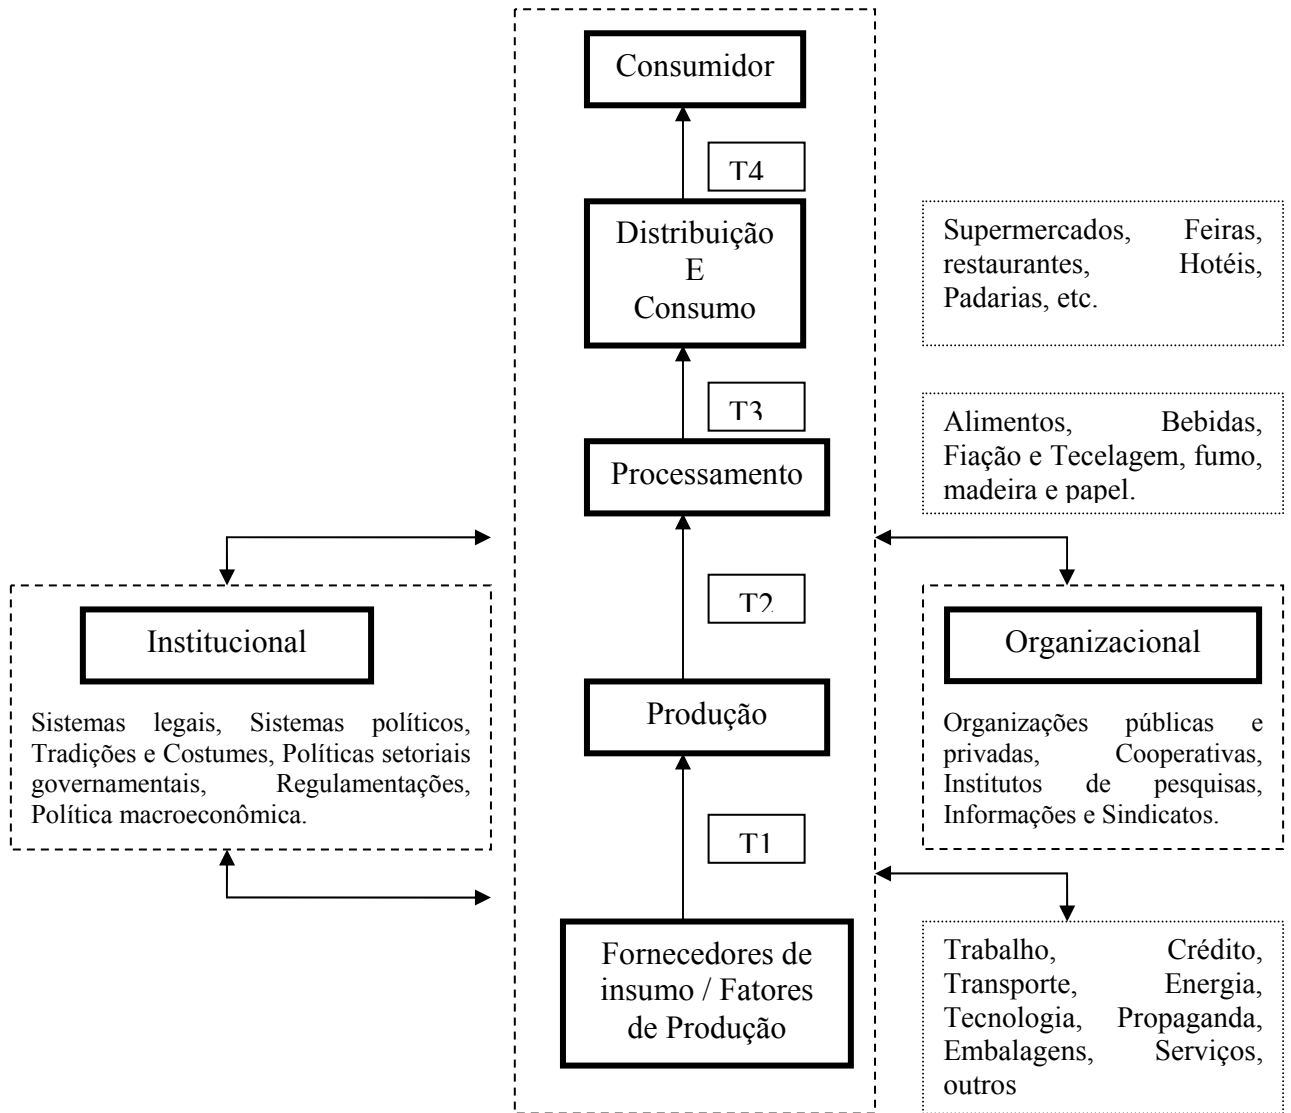 Consumidor
T4
Distribuição
E
Consumo
Supermercados, Feiras,
restaurantes, Hotéis,
Padarias, etc.
T3
Alimentos, Bebidas,
Fiação e Tecelagem, fumo,
madeira e papel.
Processamento
T2
Institucional
Sistemas legais, Sistemas políticos,
Tradições e Costumes, Políticas setoriais
governamentais, Regulamentações,
Política macroeconômica.
Produção
Organizacional
Organizações públicas e
privadas, Cooperativas,
Institutos de pesquisas,
Informações e Sindicatos.
T1
Fornecedores de
insumo / Fatores
de Produção
Trabalho, Crédito,
Transporte, Energia,
Tecnologia, Propaganda,
Embalagens, Serviços,
outros